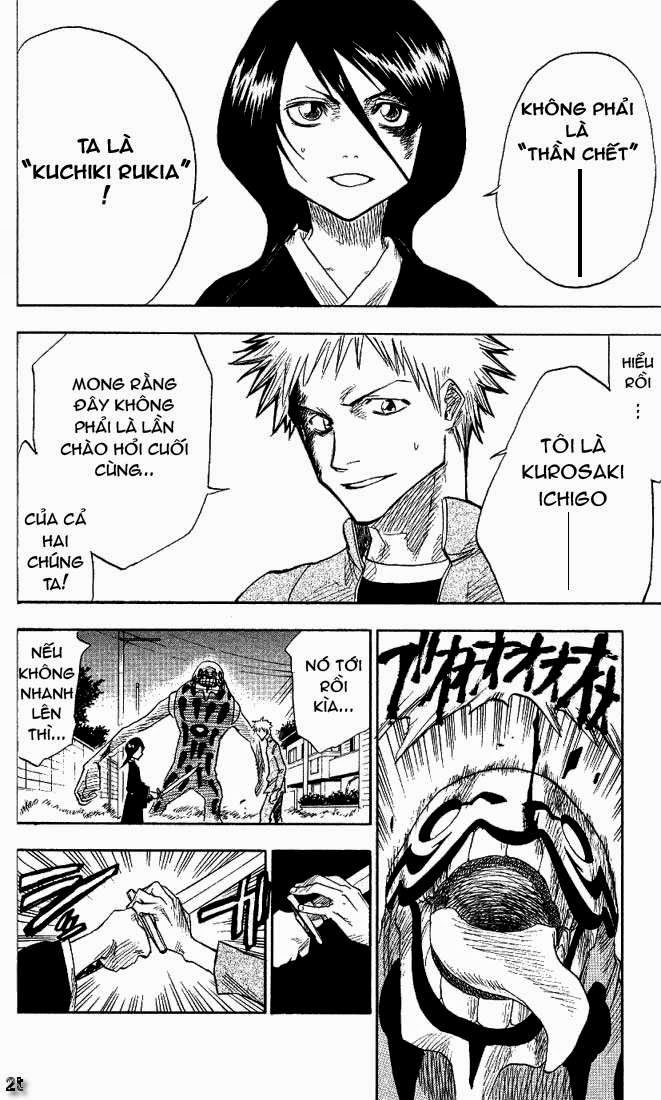 KHÔNG PHẢI
LÀ
"THẦN CHẾT"
TA LÀ
"KUCHIKI RUKIA"
!
HIỂU
RỒI
...
TÔI LÀ
KUROSAKI
ICHIGO
MONG RẰNG
ĐÂY KHÔNG
PHẢI LÀ LẦN
CHÀO HỎI CUỐI
CÙNG..
CỦA CẢ
HAI
CHÚNG
TA!
NÓ TỚI
RỒI
KÌA...
NẾU
KHÔNG
NHANH
LÊN
THÌ...